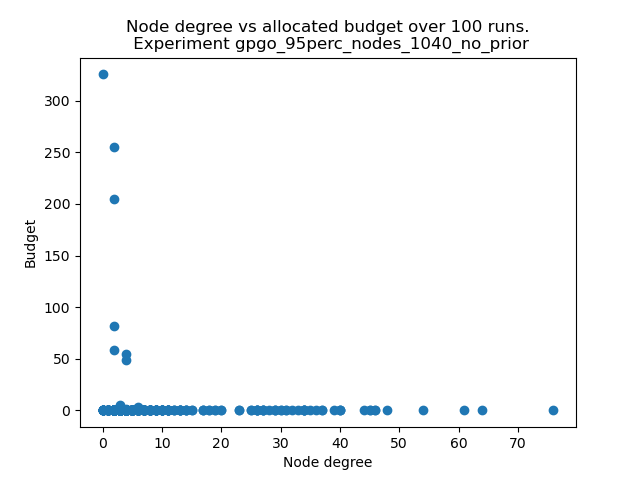 Node degree vs allocated budget over 100 runs.
Experiment gpgo_95perc_nodes_1040_no_prior
300
250
200
150
100
50
0
Budget
0 10 20 30 40 50 60 70
Node degree